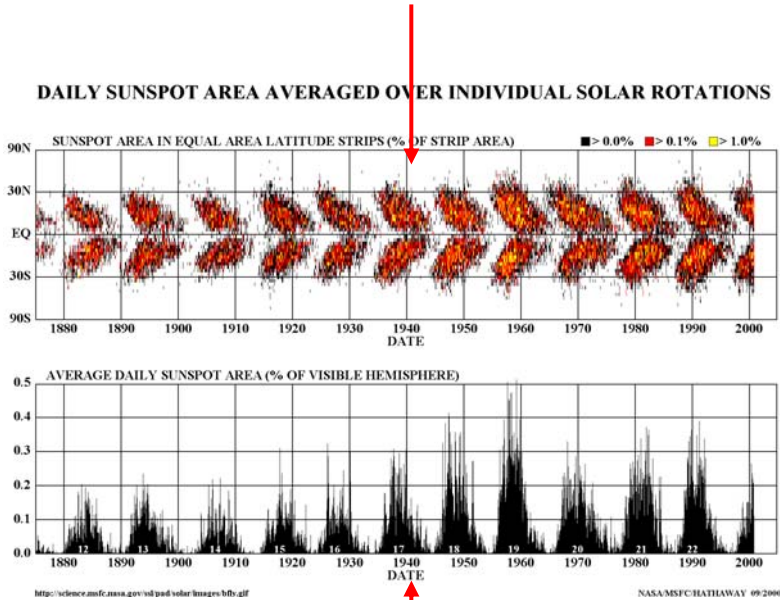 DAILY SUNSPOT AREA AVERAGED OVER INDIVIDUAL SOLAR ROTATIONS
SUNSPOT AREA IN EQUAL AREA LATITUDE STRIPS (% OF STRIP AREA) > 0.0% > 0.1% > 1.0%
90N
30N
EQ
30S
90S
1880 1890 1900 1910 1920 1930 1940 1950 1960 1970 1980 1990 2000
DATE
AVERAGE DAILY SUNSPOT AREA (% OF VISIBLE HEMISPHERE)
0.5
0.4
0.3
0.2
0.1
0.0
12 13 14 15 16 17 18 19 20 21 22
1880 1890 1900 1910 1920 1930 1940 1950 1960 1970 1980 1990 2000
DATE
http://science.msfc.nasa.gov/ssl/pad/solar/images/bfly.gif NASA/MSFC/HATHAWAY 09/2000